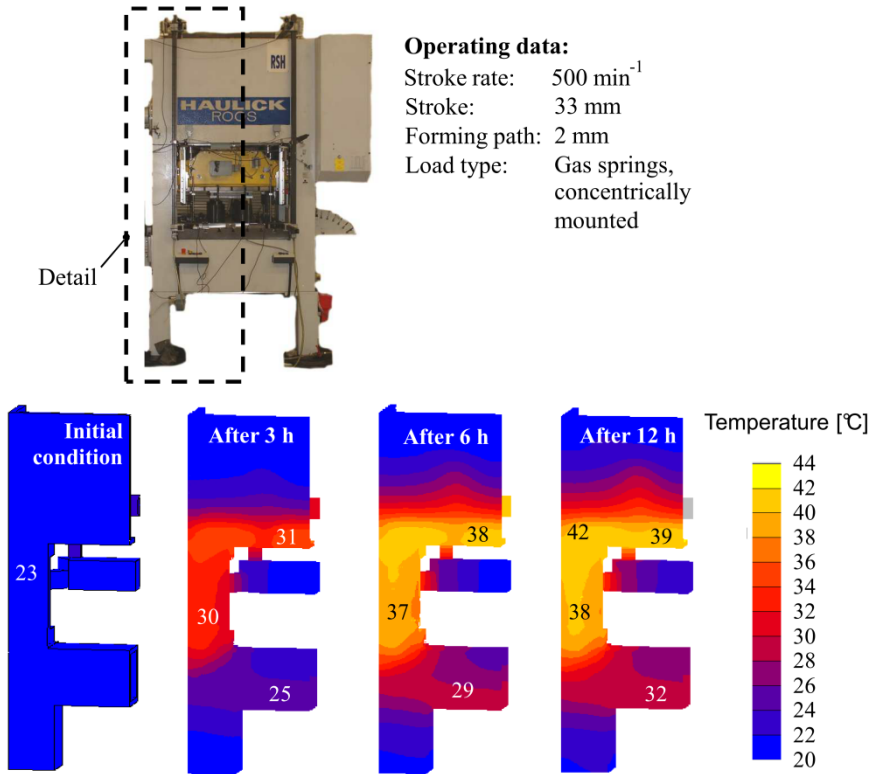 Operating data:
Stroke rate: 500 min⁻¹
Stroke: 33 mm
Forming path: 2 mm
Load type: Gas springs,
concentrically
mounted
RSH
HAULICK
ROOS
Detail
Initial
condition
23
After 3 h
31
30
25
After 6 h
38
37
29
After 12 h
42
39
38
32
Temperature [℃]
44
42
40
38
36
34
32
30
28
26
24
22
20